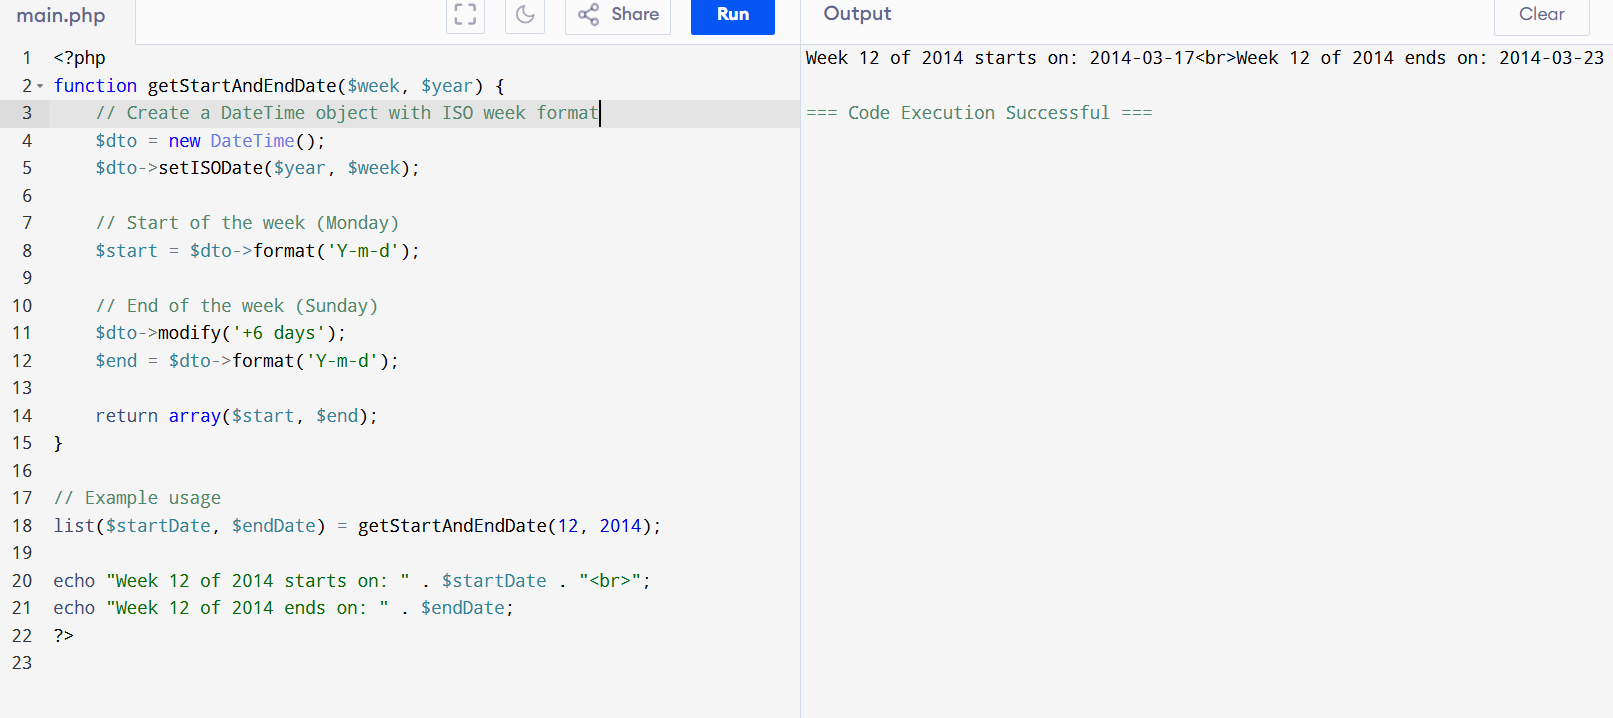 main.php
Share
Run
Output
Clear
1 <?php
2 function getStartAndEndDate($week, $year) {
3     // Create a DateTime object with ISO week format
4     $dto = new DateTime();
5     $dto->setISODate($year, $week);
6
7     // Start of the week (Monday)
8     $start = $dto->format('Y-m-d');
9
10     // End of the week (Sunday)
11     $dto->modify('+6 days');
12     $end = $dto->format('Y-m-d');
13
14     return array($start, $end);
15 }
16
17 // Example usage
18 list($startDate, $endDate) = getStartAndEndDate(12, 2014);
19
20 echo "Week 12 of 2014 starts on: " . $startDate . "<br>";
21 echo "Week 12 of 2014 ends on: " . $endDate;
22 ?>
23
Week 12 of 2014 starts on: 2014-03-17<br>Week 12 of 2014 ends on: 2014-03-23
=== Code Execution Successful ===